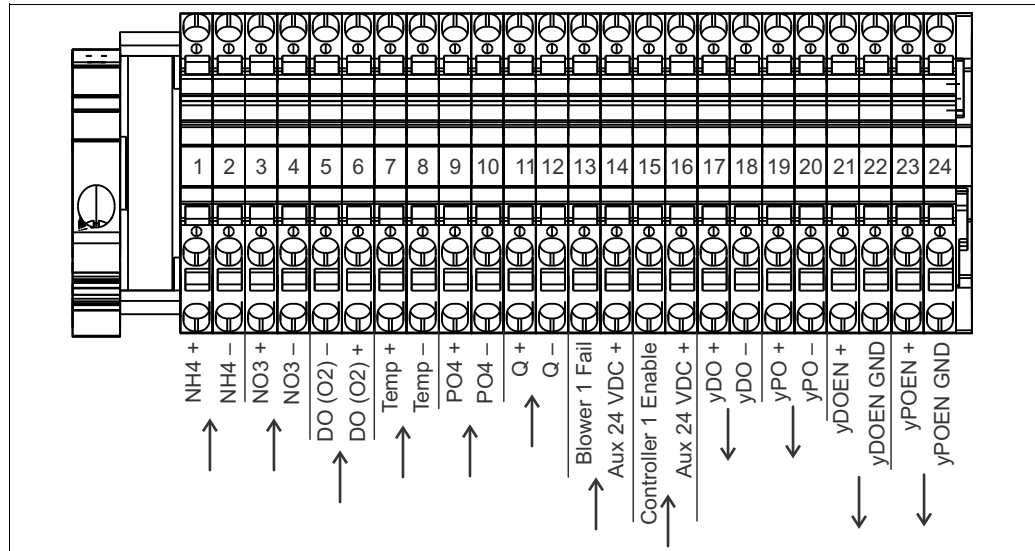 1 2 3 4 5 6 7 8 9 10 11 12 13 14 15 16 17 18 19 20 21 22 23 24
NH4 +
NH4 –
NO3 +
NO3 –
DO (O2) –
DO (O2) +
Temp +
Temp –
PO4 +
PO4 –
Q +
Q –
Blower 1 Fail
Aux 24 VDC +
Controller 1 Enable
Aux 24 VDC +
yDO +
yDO –
yPO +
yPO –
yDOEN +
yDOEN GND
yPOEN +
yPOEN GND